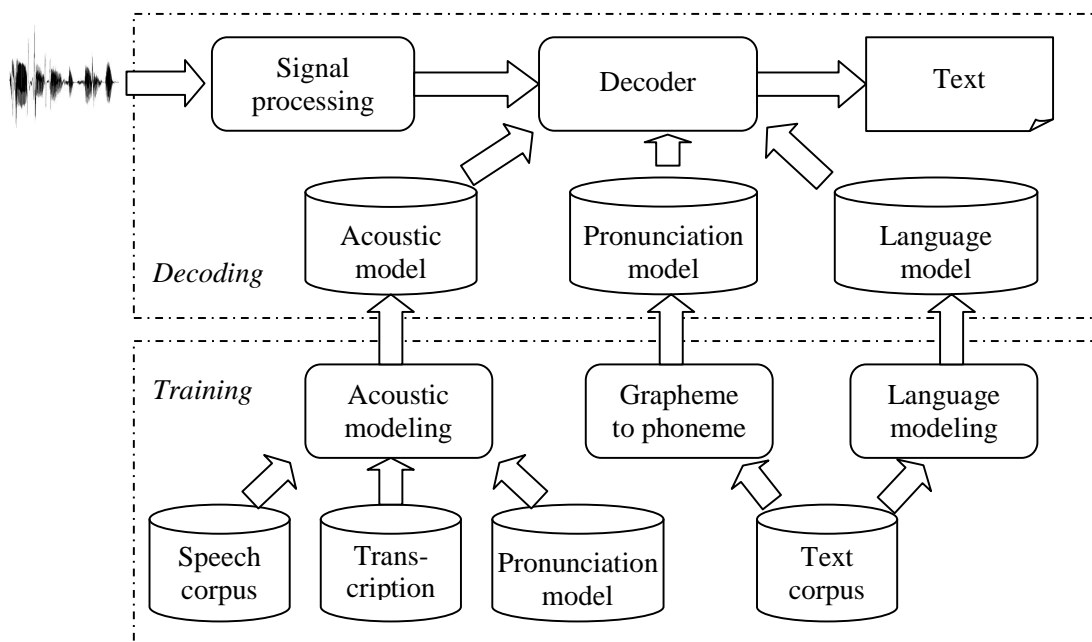 Signal
processing
Decoder
Text
Acoustic
model
Pronunciation
model
Language
model
Decoding
Training
Acoustic
modeling
Grapheme
to phoneme
Language
modeling
Speech
corpus
Trans-
cription
Pronunciation
model
Text
corpus